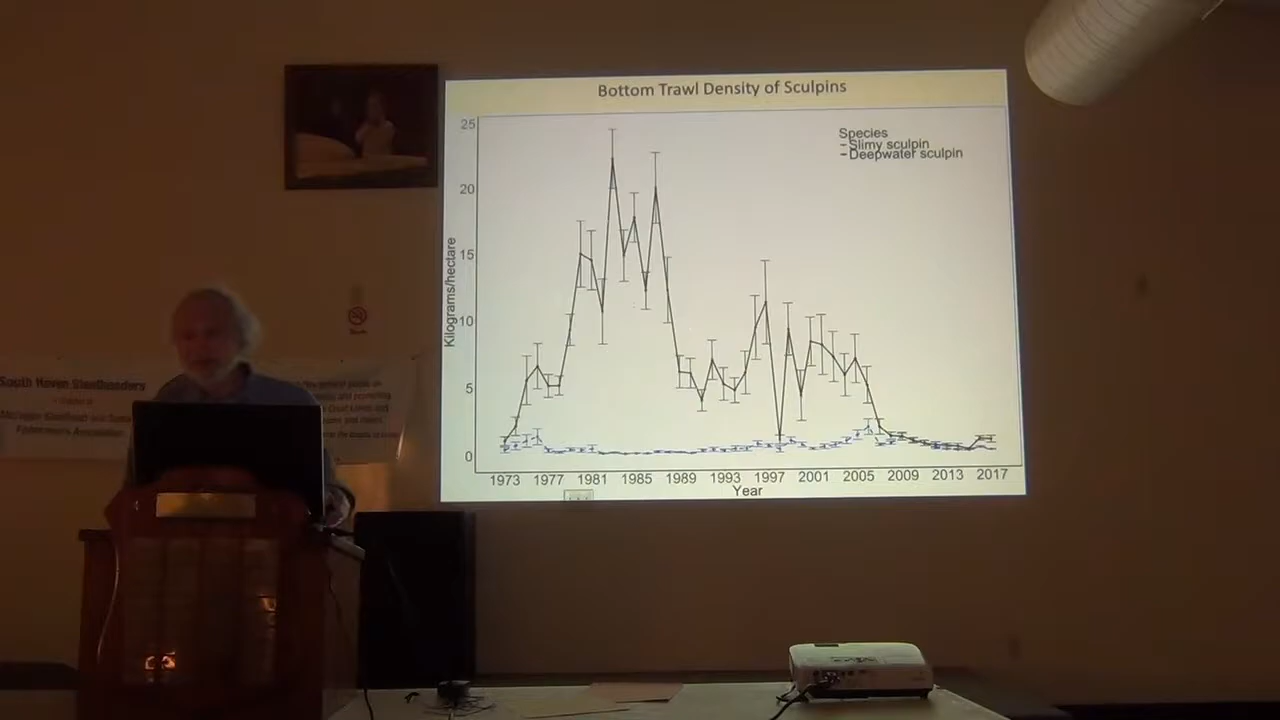 Bottom Trawl Density of Sculpins
25
20
15
10
5
0
Kilograms/hectare
Species
Slimy sculpin
Deepwater sculpin
1973 1977 1981 1985 1989 1993 1997 2001 2005 2009 2013 2017
Year
South Haven Steelheaders